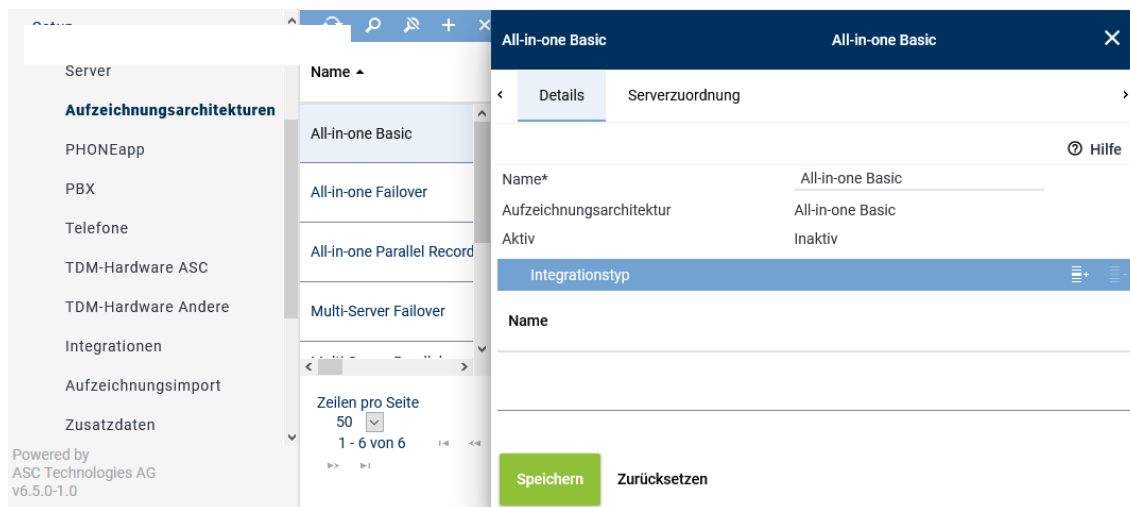 Server
Aufzeichnungsarchitekturen
PHONEapp
PBX
Telefone
TDM-Hardware ASC
TDM-Hardware Andere
Integrationen
Aufzeichnungsimport
Zusatzdaten
Powered by
ASC Technologies AG
v6.5.0-1.0
Name
All-in-one Basic
All-in-one Failover
All-in-one Parallel Record
Multi-Server Failover
Zeilen pro Seite
50
1 - 6 von 6
All-in-one Basic All-in-one Basic
Details Serverzuordnung
Hilfe
Name* All-in-one Basic
Aufzeichnungsarchitektur All-in-one Basic
Aktiv Inaktiv
Integrationstyp
Name
Speichern Zurücksetzen